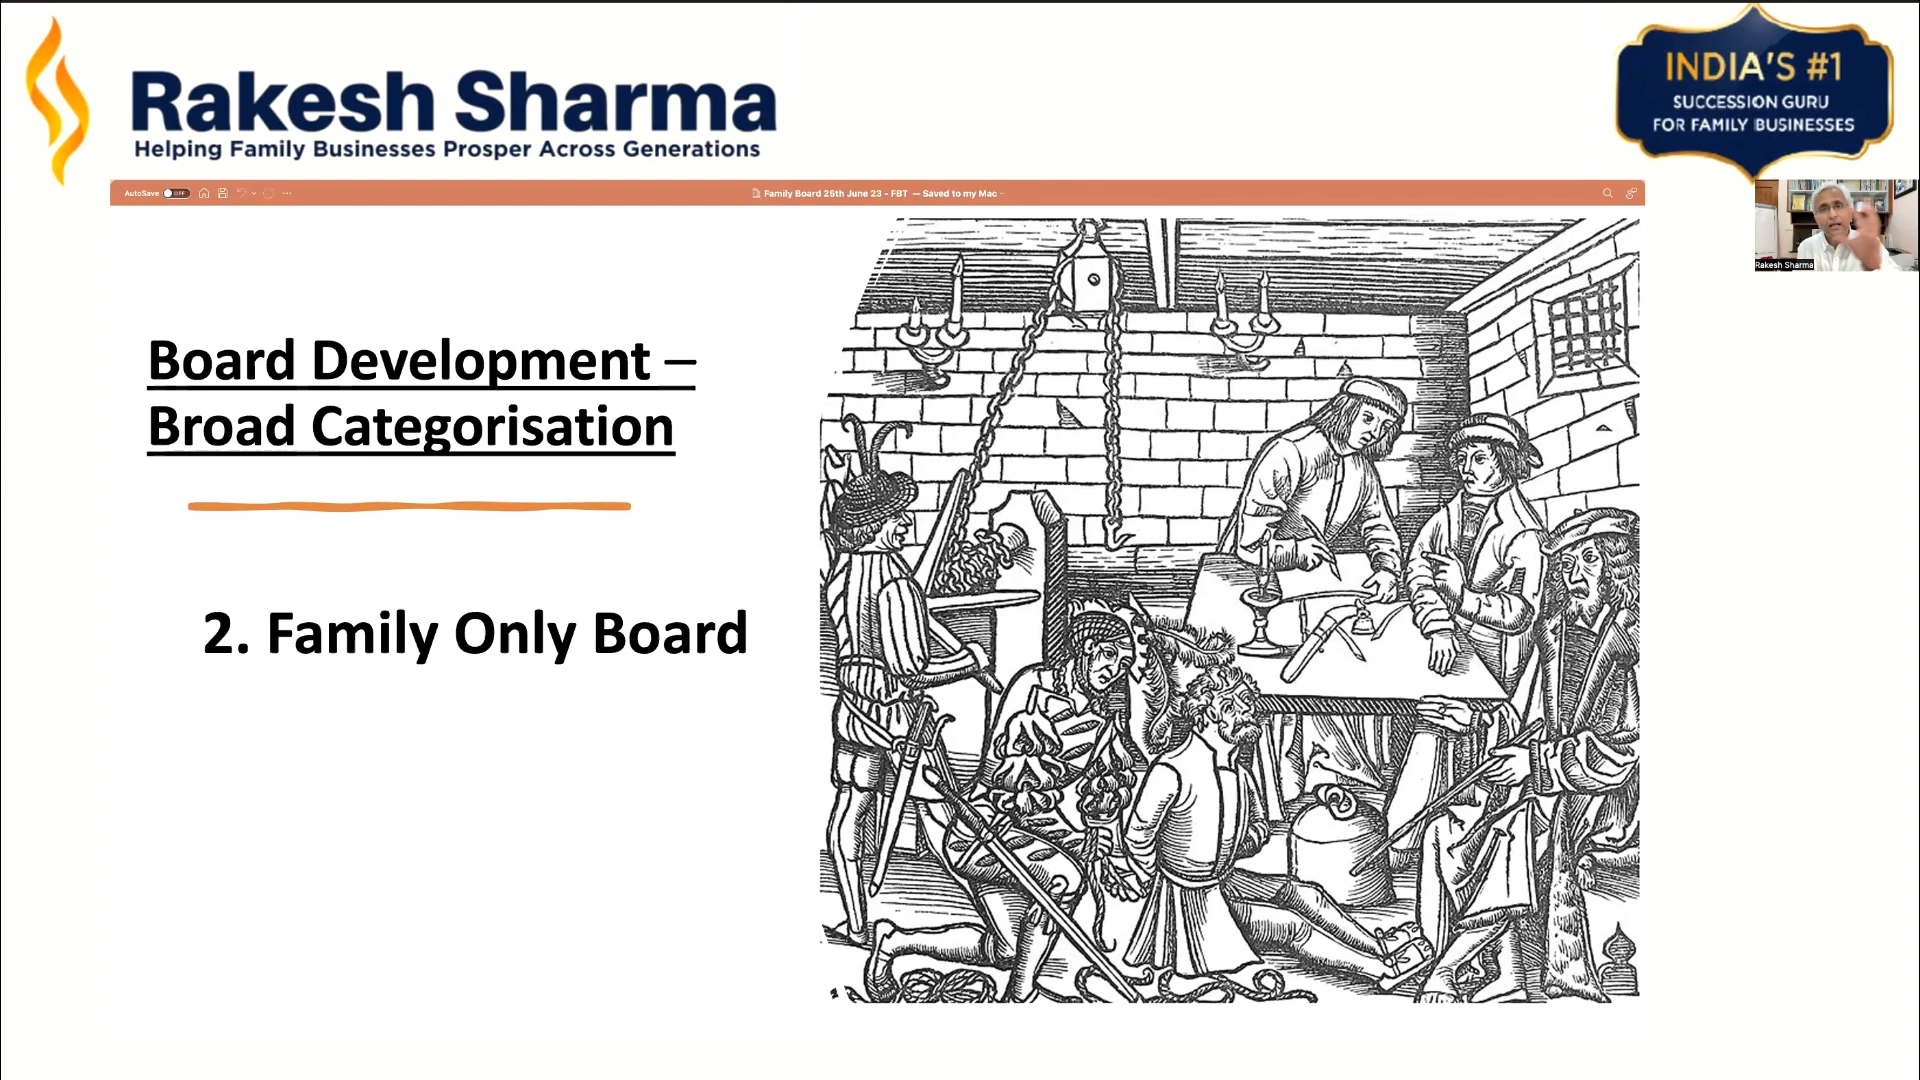 Rakesh Sharma
Helping Family Businesses Prosper Across Generations
INDIA'S #1
SUCCESSION GURU
FOR FAMILY BUSINESSES
AutoSave OFF
Family Board 25th June 23 - FBT — Saved to my Mac
Rakesh Sharma
Board Development –
Broad Categorisation
2. Family Only Board